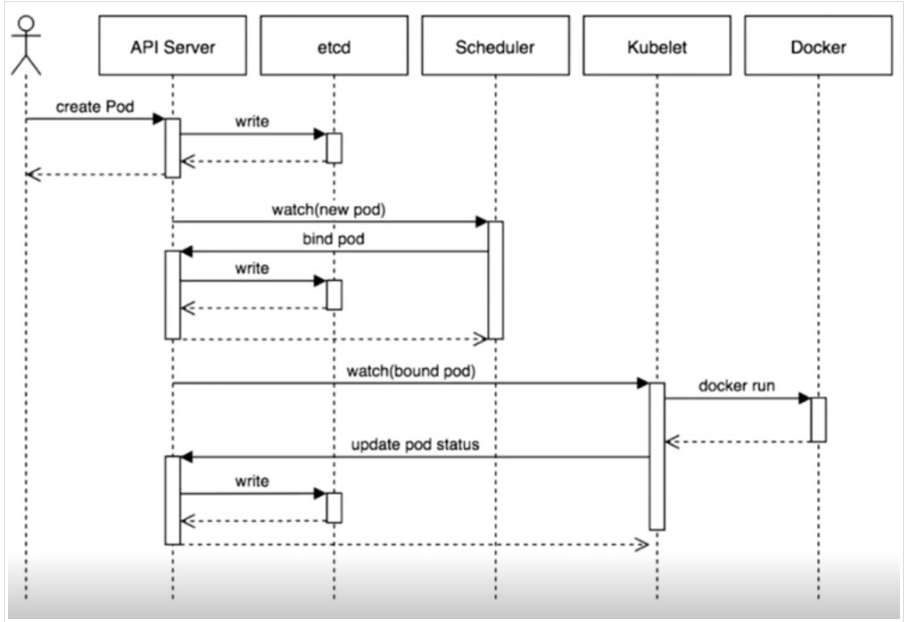 API Server
etcd
Scheduler
Kubelet
Docker
create Pod
write
watch(new pod)
bind pod
write
watch(bound pod)
docker run
update pod status
write